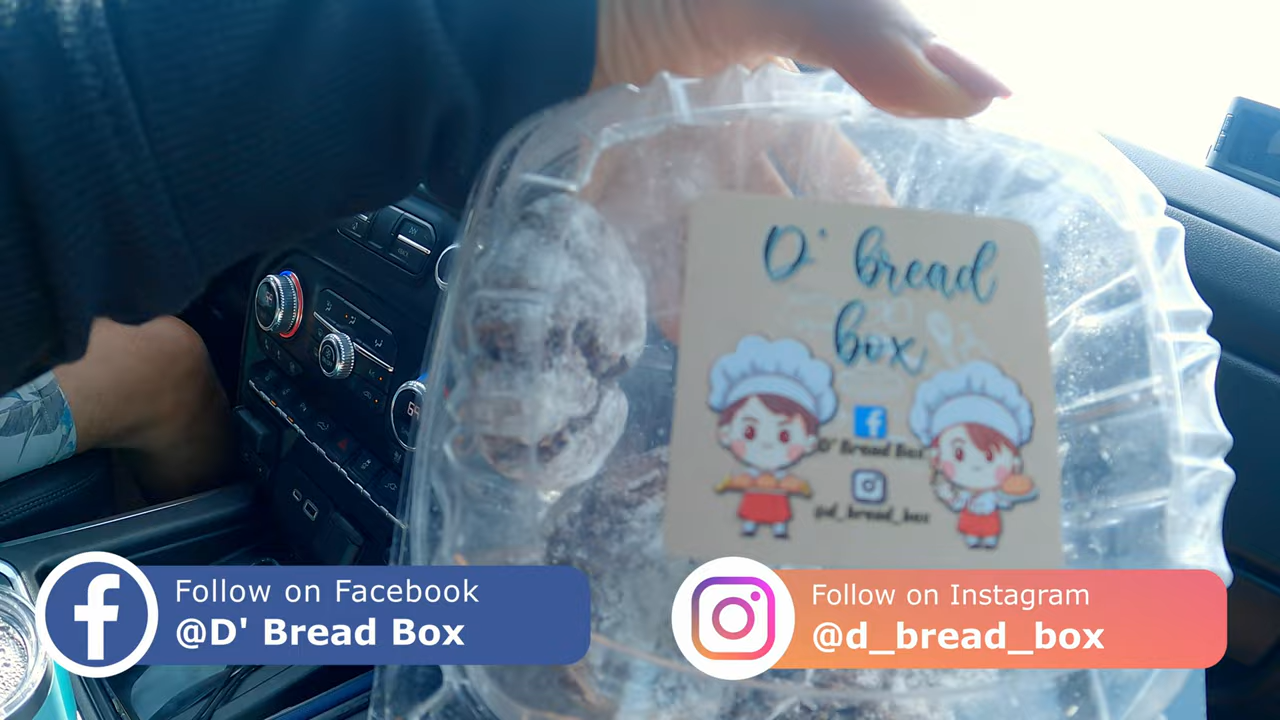 D' bread
box
D' Bread Box
@d_bread_box
Follow on Facebook
@D' Bread Box
Follow on Instagram
@d_bread_box